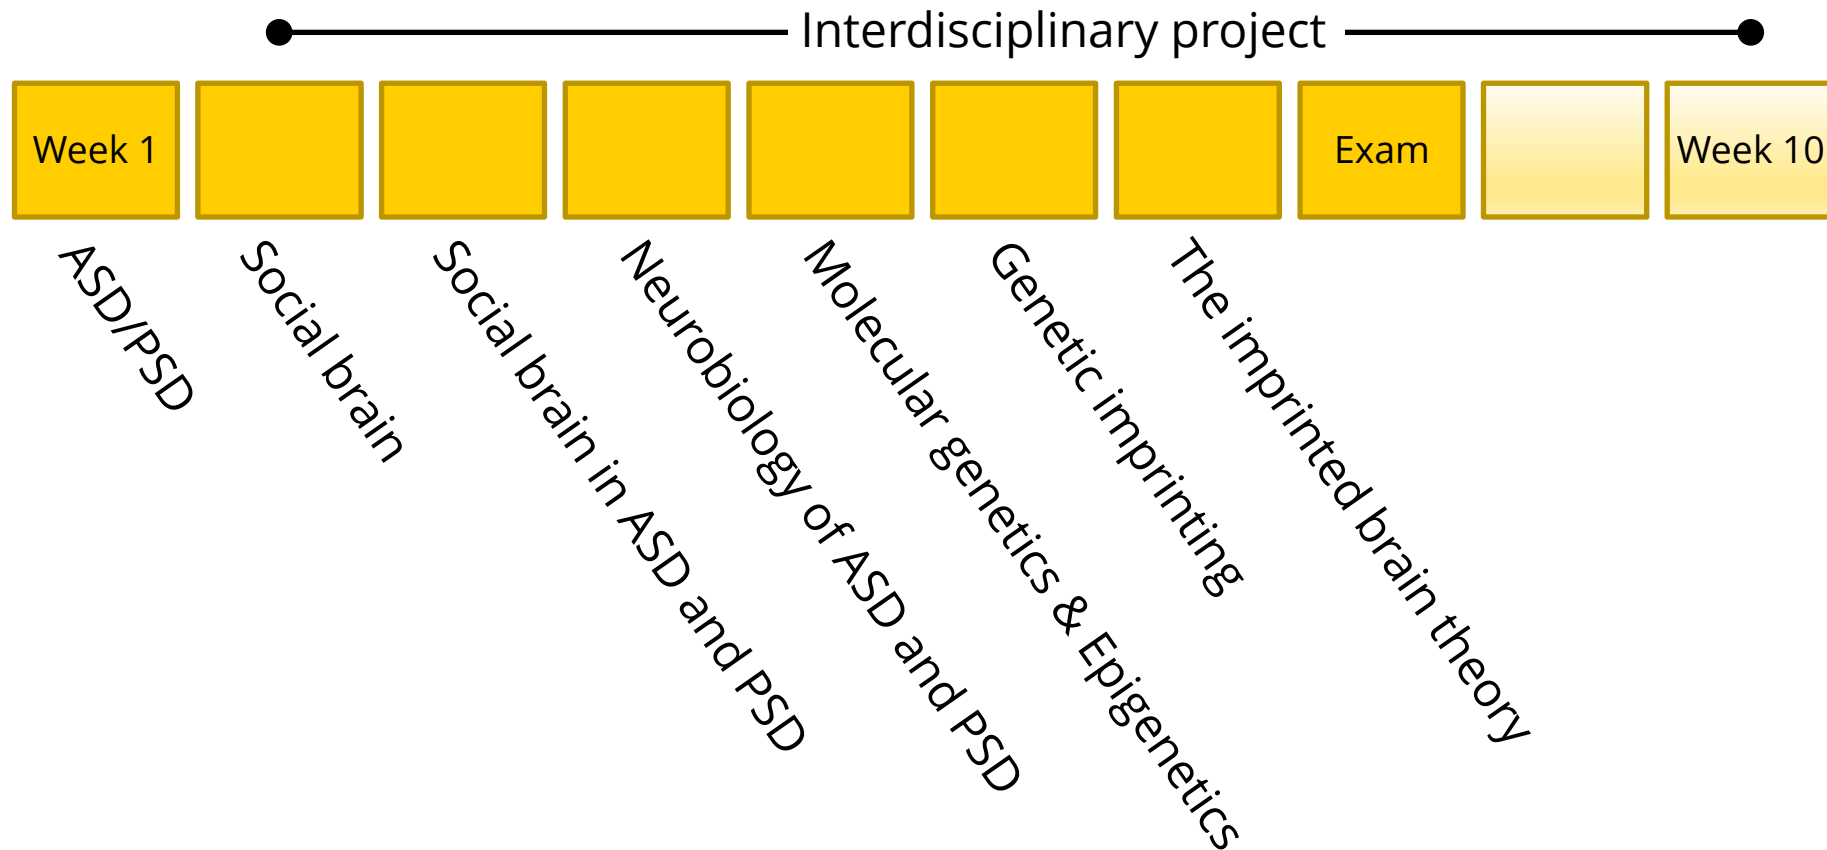 Interdisciplinary project
Week 1
Exam
Week 10
ASD/PSD
Social brain
Social brain in ASD and PSD
Neurobiology of ASD and PSD
Molecular genetics & Epigenetics
Genetic imprinting
The imprinted brain theory